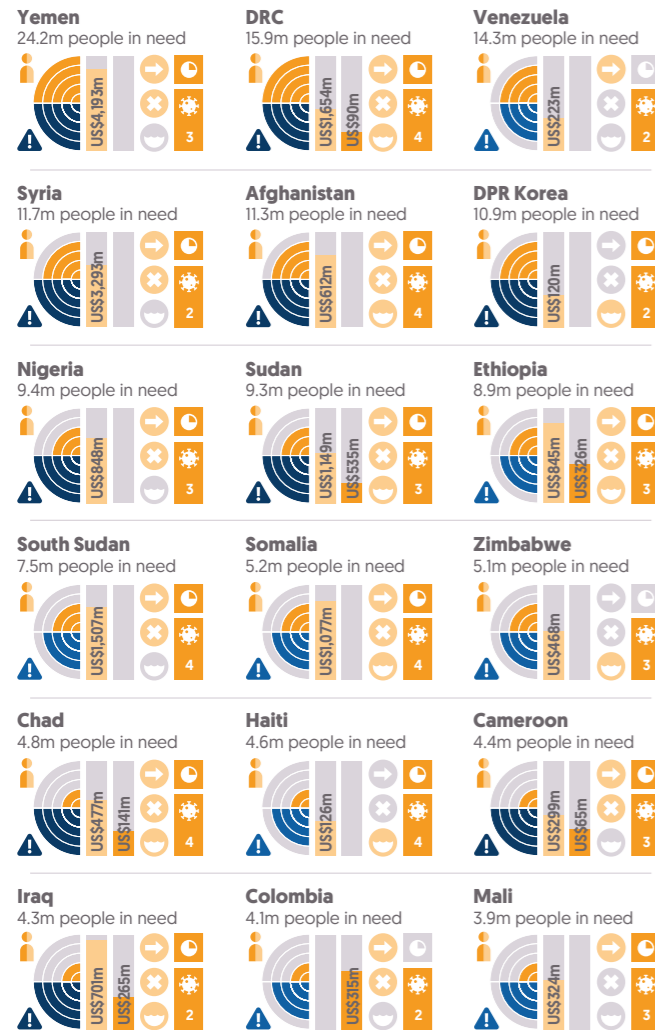 Yemen
24.2m people in need
US$4,193m
3
DRC
15.9m people in need
US$1,654m
US$90m
4
Venezuela
14.3m people in need
US$223m
2
Syria
11.7m people in need
US$3,293m
2
Afghanistan
11.3m people in need
US$612m
4
DPR Korea
10.9m people in need
US$120m
2
Nigeria
9.4m people in need
US$848m
3
Sudan
9.3m people in need
US$1,149m
US$535m
3
Ethiopia
8.9m people in need
US$845m
US$326m
3
South Sudan
7.5m people in need
US$1,507m
4
Somalia
5.2m people in need
US$1,077m
4
Zimbabwe
5.1m people in need
US$468m
3
Chad
4.8m people in need
US$477m
US$141m
4
Haiti
4.6m people in need
US$126m
4
Cameroon
4.4m people in need
US$299m
US$65m
3
Iraq
4.3m people in need
US$701m
US$265m
2
Colombia
4.1m people in need
US$315m
2
Mali
3.9m people in need
US$324m
3